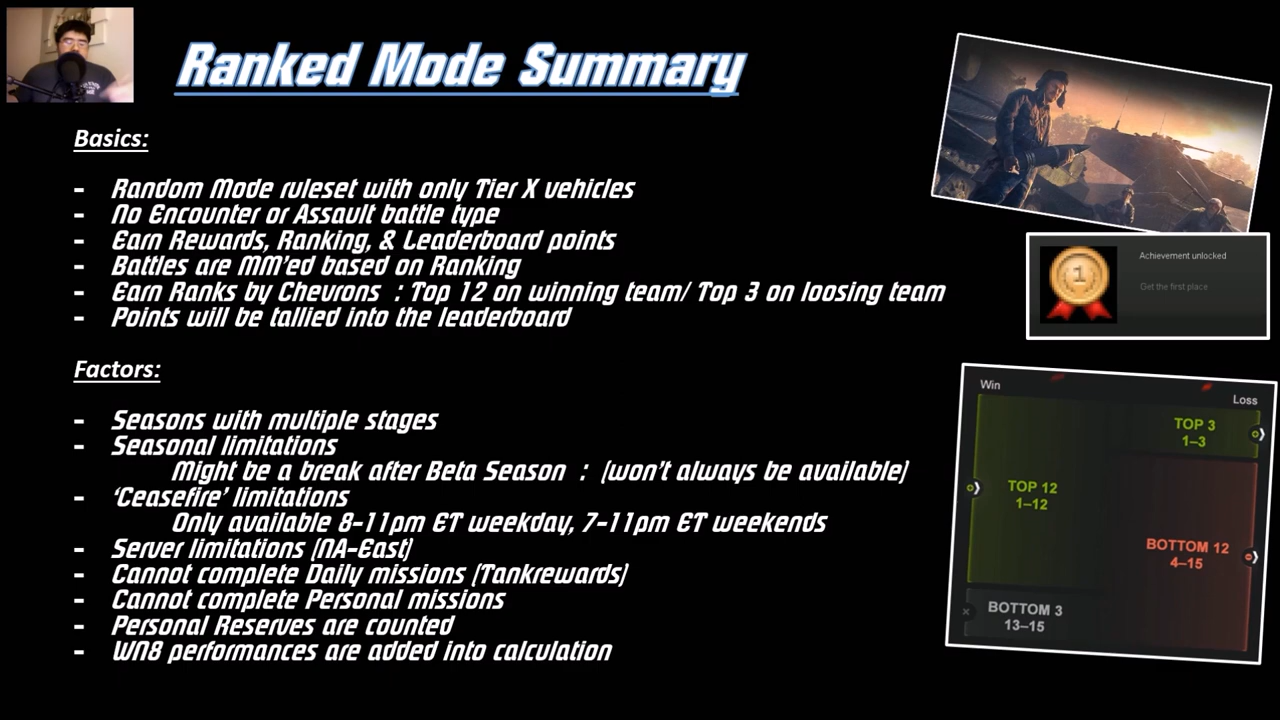 Ranked Mode Summary
Basics:
- Random Mode ruleset with only Tier X vehicles
- No Encounter or Assault battle type
- Earn Rewards, Ranking, & Leaderboard points
- Battles are MM'ed based on Ranking
- Earn Ranks by Chevrons : Top 12 on winning team/ Top 3 on loosing team
- Points will be tallied into the leaderboard
Factors:
- Seasons with multiple stages
- Seasonal limitations
Might be a break after Beta Season : (won't always be available)
- 'Ceasefire' limitations
Only available 8-11pm ET weekday, 7-11pm ET weekends
- Server limitations (NA-East)
- Cannot complete Daily missions (Tankrewards)
- Cannot complete Personal missions
- Personal Reserves are counted
- WN8 performances are added into calculation
Achievement unlocked
1
Get the first place
Win
Loss
TOP 3
1–3
TOP 12
1–12
BOTTOM 12
4–15
BOTTOM 3
13–15